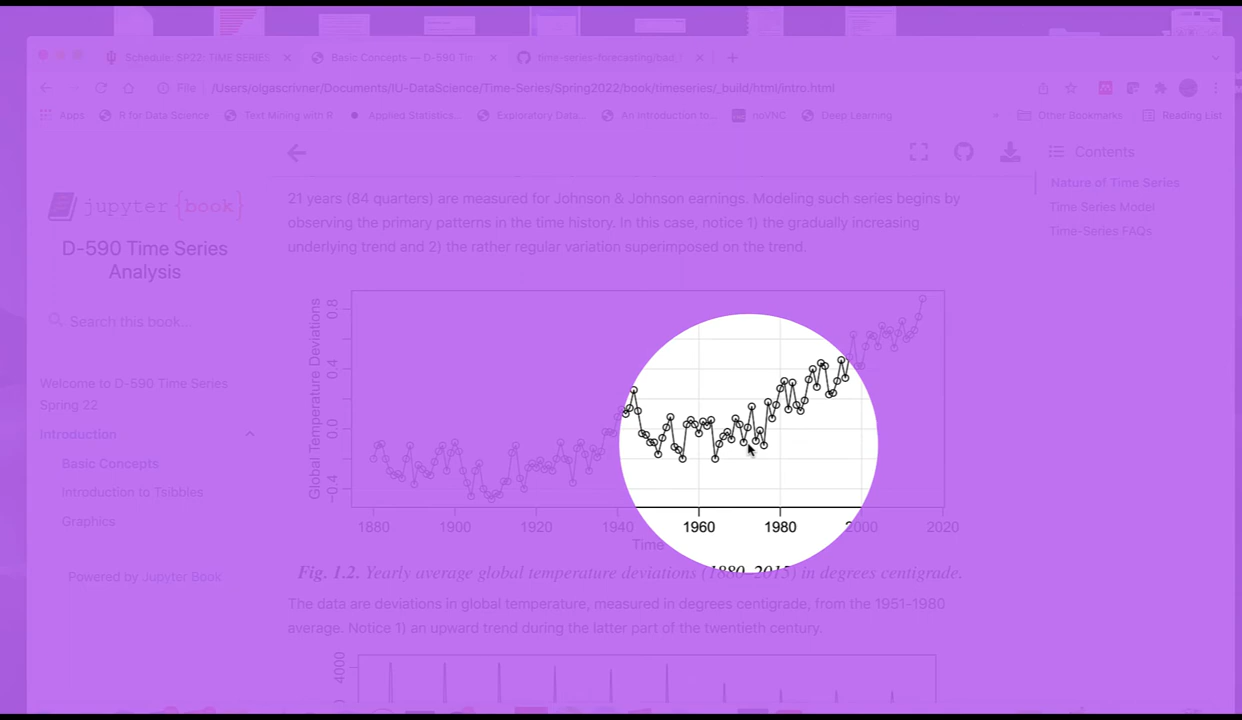 Schedule: SP22: TIME SERIES
Basic Concepts — D-590 Tim
time-series-forecasting/bad_
File /Users/olgascrivner/Documents/IU-DataScience/Time-Series/Spring2022/book/timeseries/_build/html/intro.html
Apps R for Data Science Text Mining with R Applied Statistics... Exploratory Data... An Introduction to... noVNC Deep Learning » Other Bookmarks Reading List
jupyter {book}
D-590 Time Series
Analysis
Search this book...
Welcome to D-590 Time Series
Spring 22
Introduction
Basic Concepts
Introduction to Tsibbles
Graphics
Powered by Jupyter Book
21 years (84 quarters) are measured for Johnson & Johnson earnings. Modeling such series begins by
observing the primary patterns in the time history. In this case, notice 1) the gradually increasing
underlying trend and 2) the rather regular variation superimposed on the trend.
Global Temperature Deviations
0.8
0.4
0.0
−0.4
1880 1900 1920 1940 1960 1980 2000 2020
Time
Fig. 1.2. Yearly average global temperature deviations (1880–2015) in degrees centigrade.
The data are deviations in global temperature, measured in degrees centigrade, from the 1951-1980
average. Notice 1) an upward trend during the latter part of the twentieth century.
4000
Contents
Nature of Time Series
Time Series Model
Time-Series FAQs